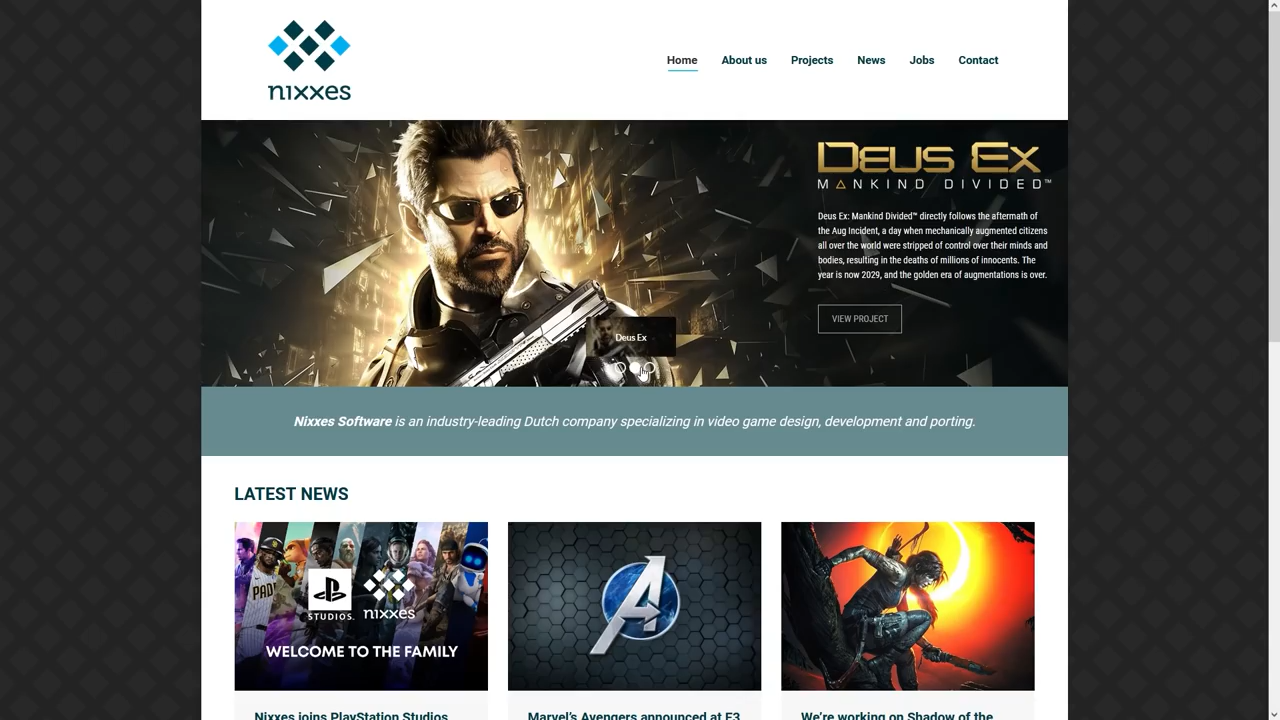 nixxes
Home
About us
Projects
News
Jobs
Contact
DEUS EX
MANKIND DIVIDED™
Deus Ex: Mankind Divided™ directly follows the aftermath of
the Aug Incident, a day when mechanically augmented citizens
all over the world were stripped of control over their minds and
bodies, resulting in the deaths of millions of innocents. The
year is now 2029, and the golden era of augmentations is over.
VIEW PROJECT
Deus Ex
Nixxes Software is an industry-leading Dutch company specializing in video game design, development and porting.
LATEST NEWS
PAD
STUDIOS
nixxes
WELCOME TO THE FAMILY
Nixxes joins PlayStation Studios
Marvel's Avengers announced at E3
We're working on Shadow of the